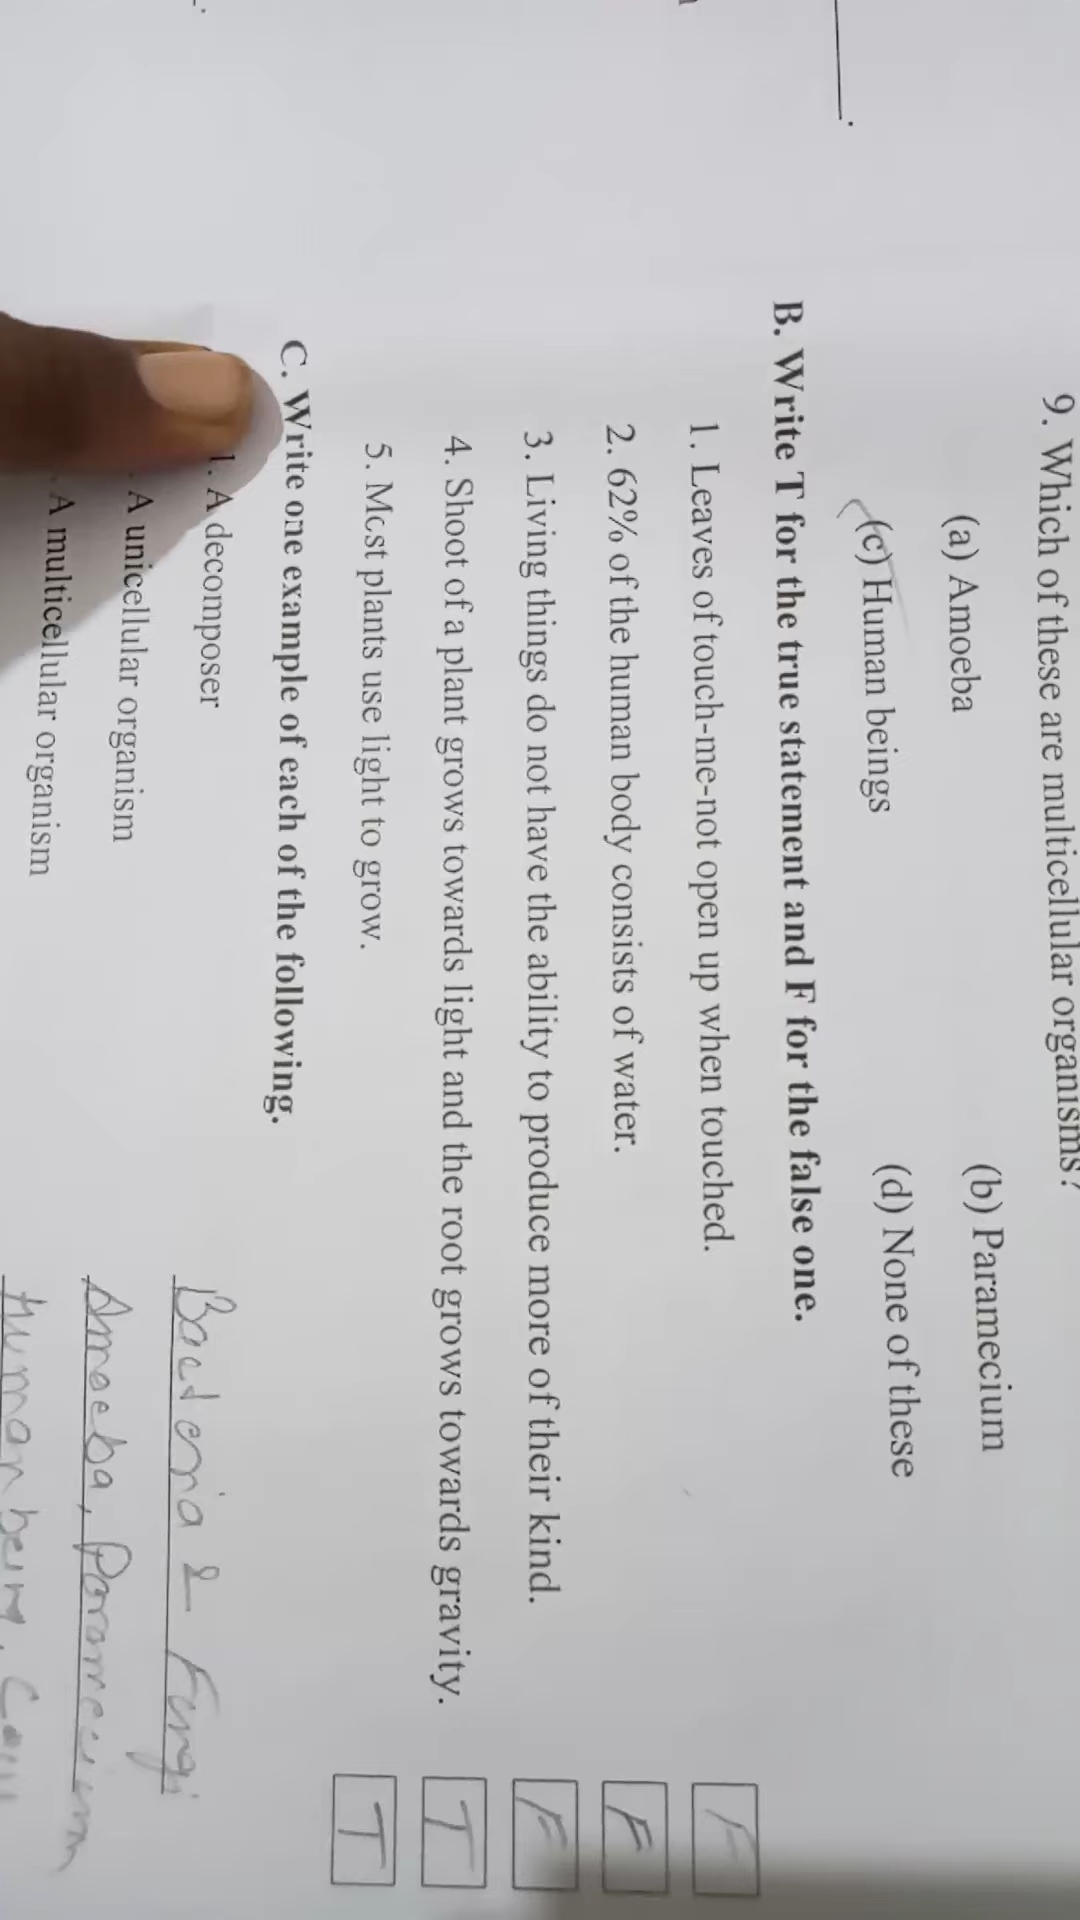 9. Which of these are multicellular organisms?
(a) Amoeba (b) Paramecium
(c) Human beings (d) None of these
B. Write T for the true statement and F for the false one.
1. Leaves of touch-me-not open up when touched. F
2. 62% of the human body consists of water. F
3. Living things do not have the ability to produce more of their kind. F
4. Shoot of a plant grows towards light and the root grows towards gravity. T
5. Most plants use light to grow. T
C. Write one example of each of the following.
1. A decomposer Bacteria & Fungi
. A unicellular organism Amoeba, Paramecium
. A multicellular organism Human being,